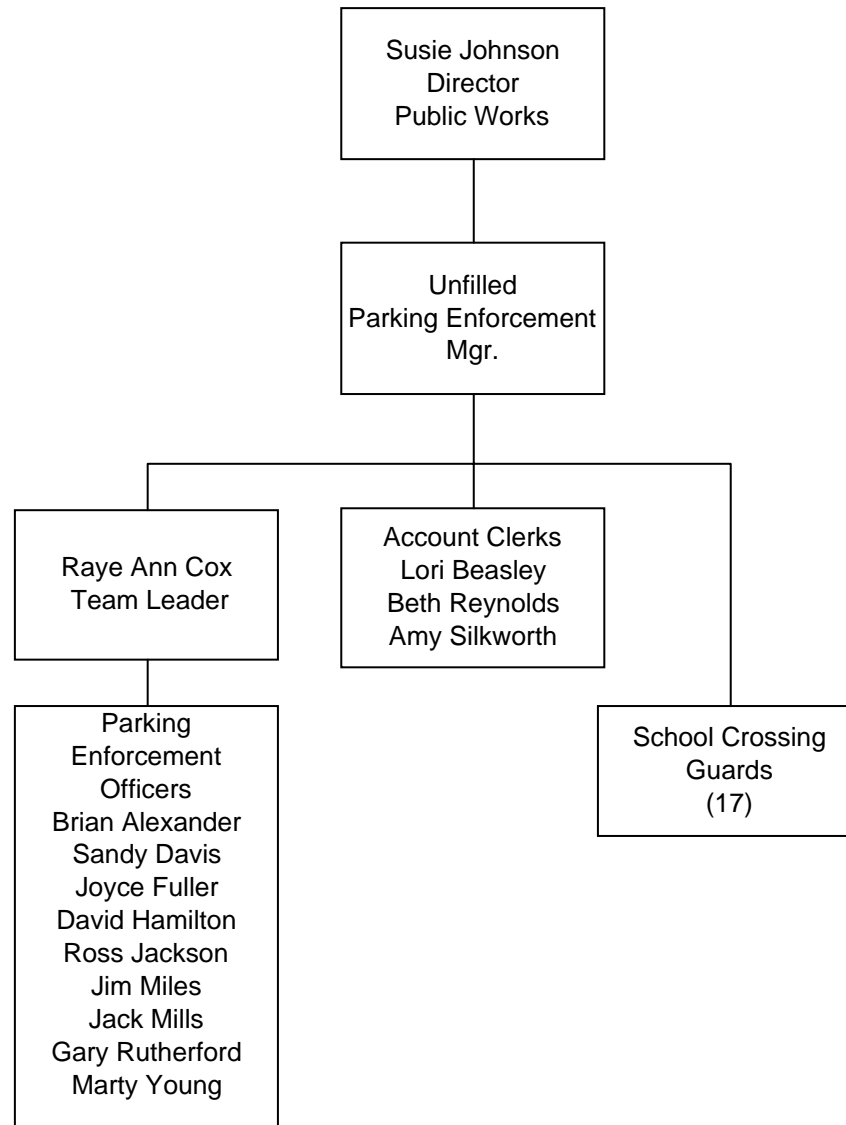 Susie Johnson
Director
Public Works
Unfilled
Parking Enforcement
Mgr.
Raye Ann Cox
Team Leader
Account Clerks
Lori Beasley
Beth Reynolds
Amy Silkworth
Parking
Enforcement
Officers
Brian Alexander
Sandy Davis
Joyce Fuller
David Hamilton
Ross Jackson
Jim Miles
Jack Mills
Gary Rutherford
Marty Young
School Crossing
Guards
(17)